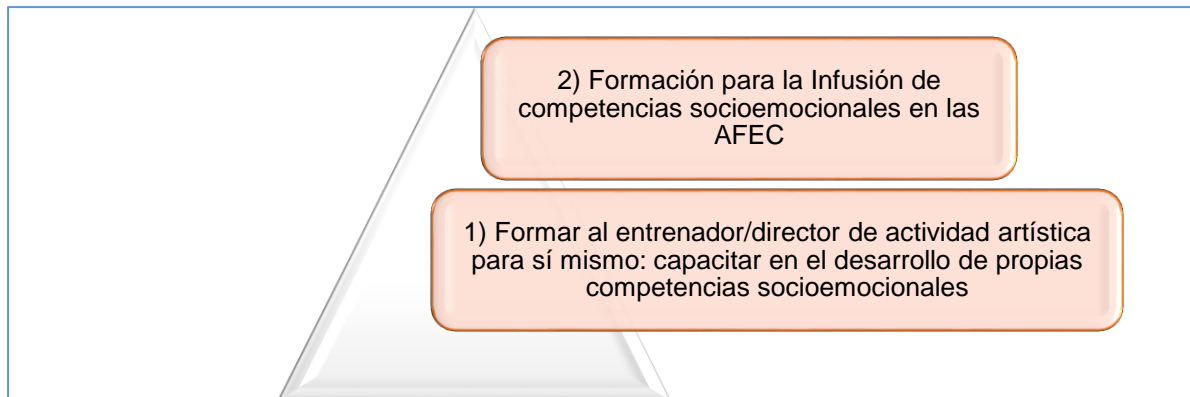 2) Formación para la Infusión de
competencias socioemocionales en las
AFEC
1) Formar al entrenador/director de actividad artística
para sí mismo: capacitar en el desarrollo de propias
competencias socioemocionales